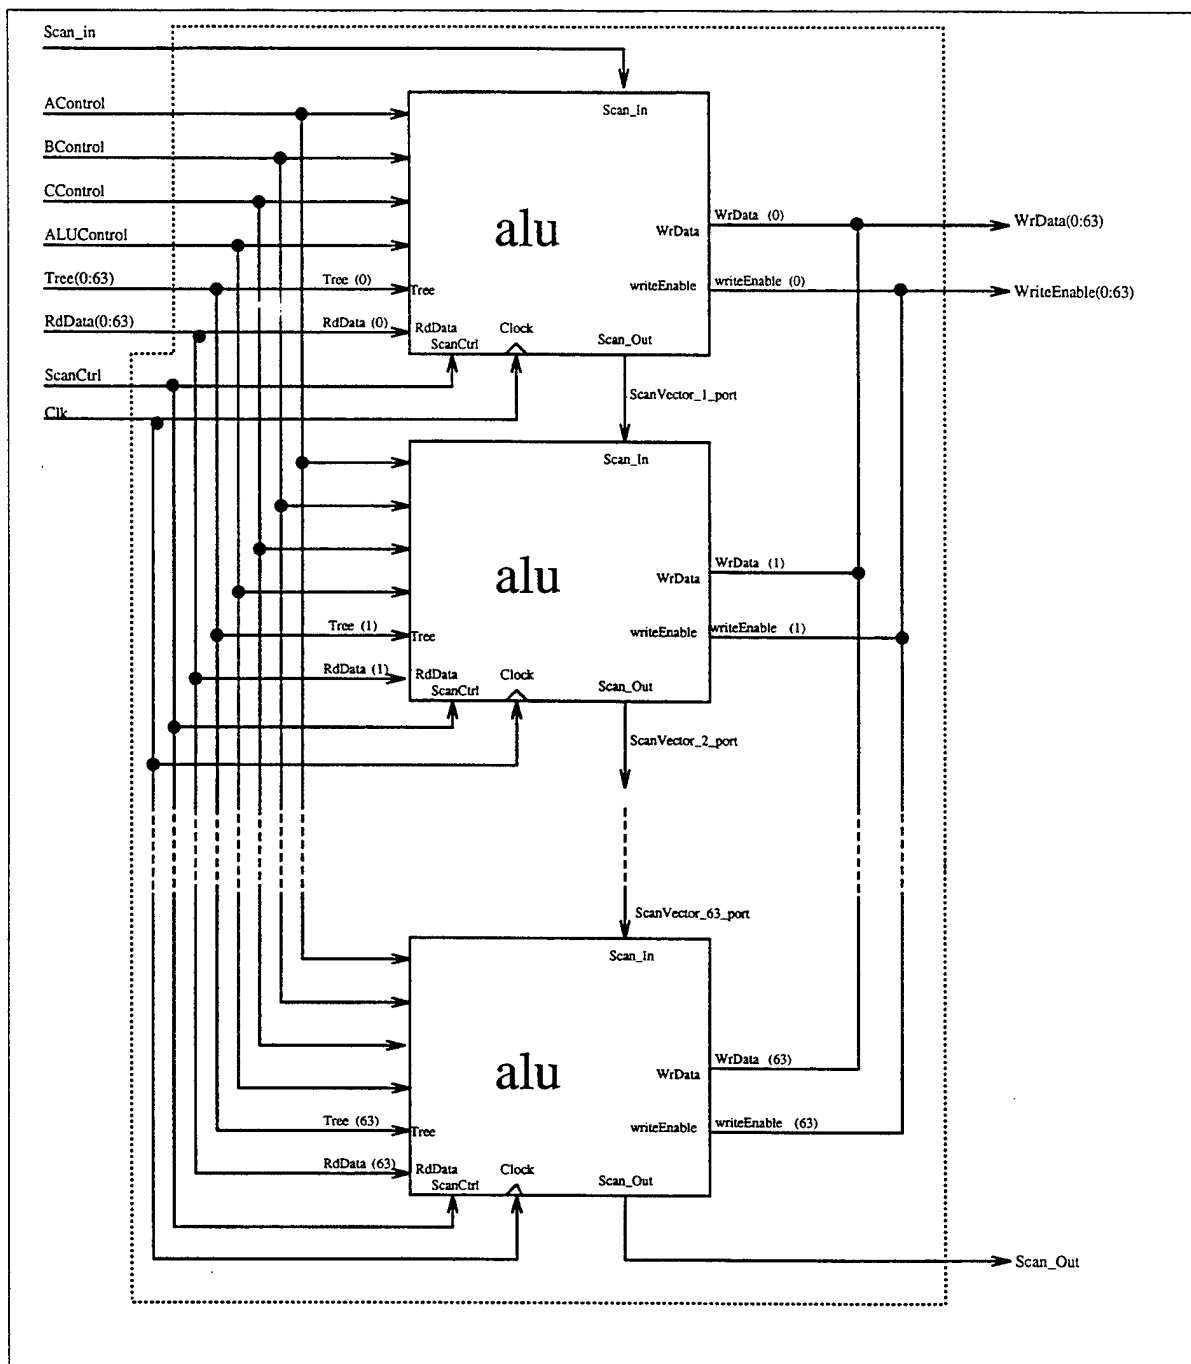 Scan_in
Scan_In
AControl
BControl
CControl
WrData (0)
WrData(0:63)
ALUControl
alu
WrData
Tree(0:63)
Tree (0)
Tree
writeEnable
writeEnable (0)
WriteEnable(0:63)
RdData(0:63)
RdData (0)
RdData
Clock
ScanCtrl
Scan_Out
ScanCtrl
ScanVector_1_port
Clk
Scan_In
alu
WrData
WrData (1)
Tree (1)
Tree
writeEnable
writeEnable (1)
RdData (1)
RdData
Clock
ScanCtrl
Scan_Out
ScanVector_2_port
ScanVector_63_port
Scan_In
alu
WrData
WrData (63)
Tree (63)
Tree
writeEnable
writeEnable (63)
RdData (63)
RdData
Clock
ScanCtrl
Scan_Out
Scan_Out